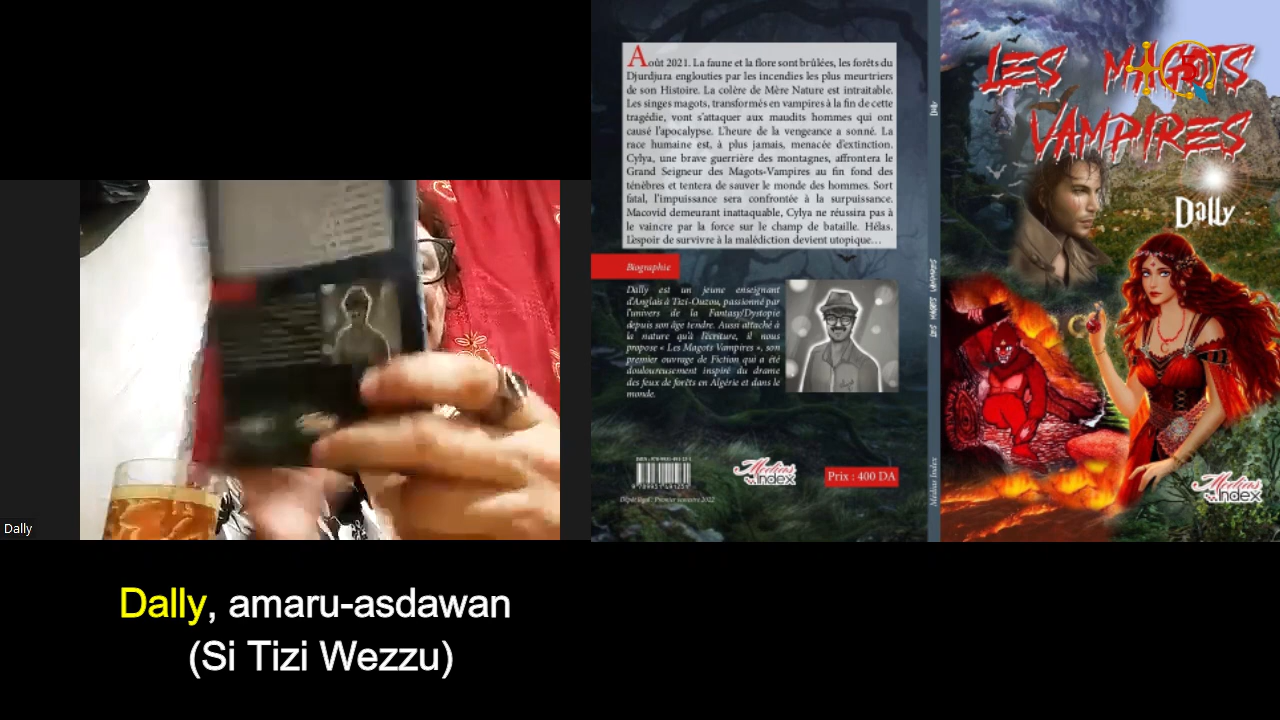 Août 2021. La faune et la flore sont brûlées, les forêts du
Djurdjura englouties par les incendies les plus meurtriers
de son Histoire. La colère de Mère Nature est intraitable.
Les singes magots, transformés en vampires à la fin de cette
tragédie, vont s'attaquer aux maudits hommes qui ont
causé l'apocalypse. L'heure de la vengeance a sonné. La
race humaine est, à plus jamais, menacée d'extinction.
Cylya, une brave guerrière des montagnes, affrontera le
Grand Seigneur des Magots-Vampires au fin fond des
ténèbres et tentera de sauver le monde des hommes. Sort
fatal, l'impuissance sera confrontée à la surpuissance.
Macovid demeurant inattaquable, Cylya ne réussira pas à
le vaincre par la force sur le champ de bataille. Hélas.
L'espoir de survivre à la malédiction devient utopique…
Biographie
Dally est un jeune enseignant
d'Anglais à Tizi-Ouzou, passionné par
l'univers de la Fantasy/Dystopie
depuis son âge tendre. Aussi attaché à
la nature qu'à l'écriture, il nous
propose « Les Magots Vampires », son
premier ouvrage de Fiction qui a été
douloureusement inspiré du drame
des feux de forêts en Algérie et dans le
monde.
Médias
Index
Prix : 400 DA
Dépôt légal : Premier semestre 2022
Dally
LES MAGOTS VAMPIRES
Médias Index
LES MAGOTS
VAMPIRES
Dally
Médias
Index
Dally
Dally, amaru-asdawan
(Si Tizi Wezzu)